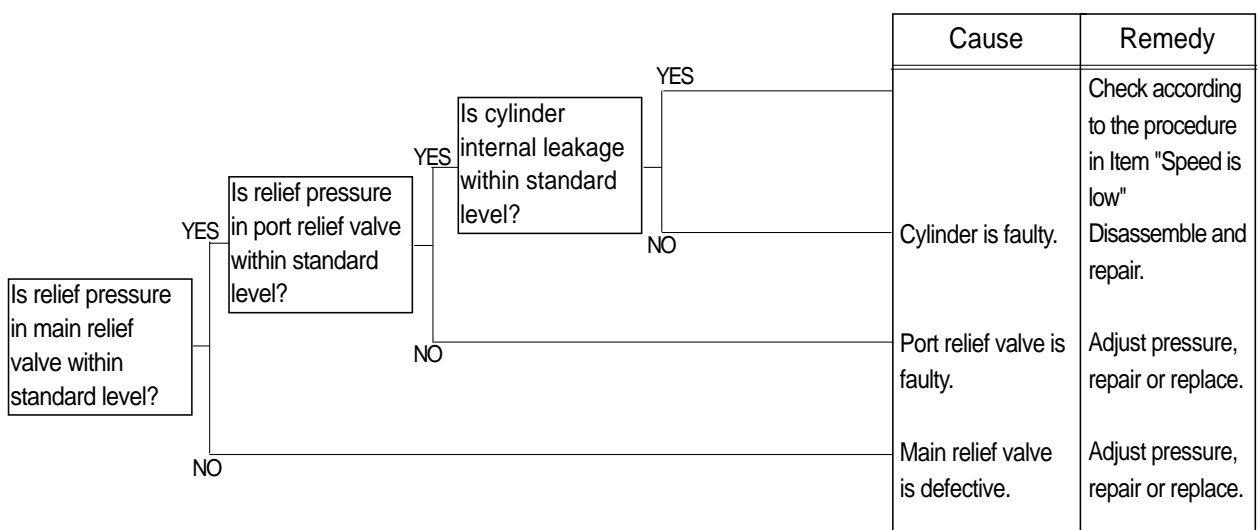 Cause
Remedy
YES
Is cylinder
internal leakage
within standard
level?
Check according
to the procedure
in Item "Speed is
low"
YES
Is relief pressure
in port relief valve
within standard
level?
YES
NO
Cylinder is faulty.
Disassemble and
repair.
Is relief pressure
in main relief
valve within
standard level?
NO
Port relief valve is
faulty.
Adjust pressure,
repair or replace.
NO
Main relief valve
is defective.
Adjust pressure,
repair or replace.